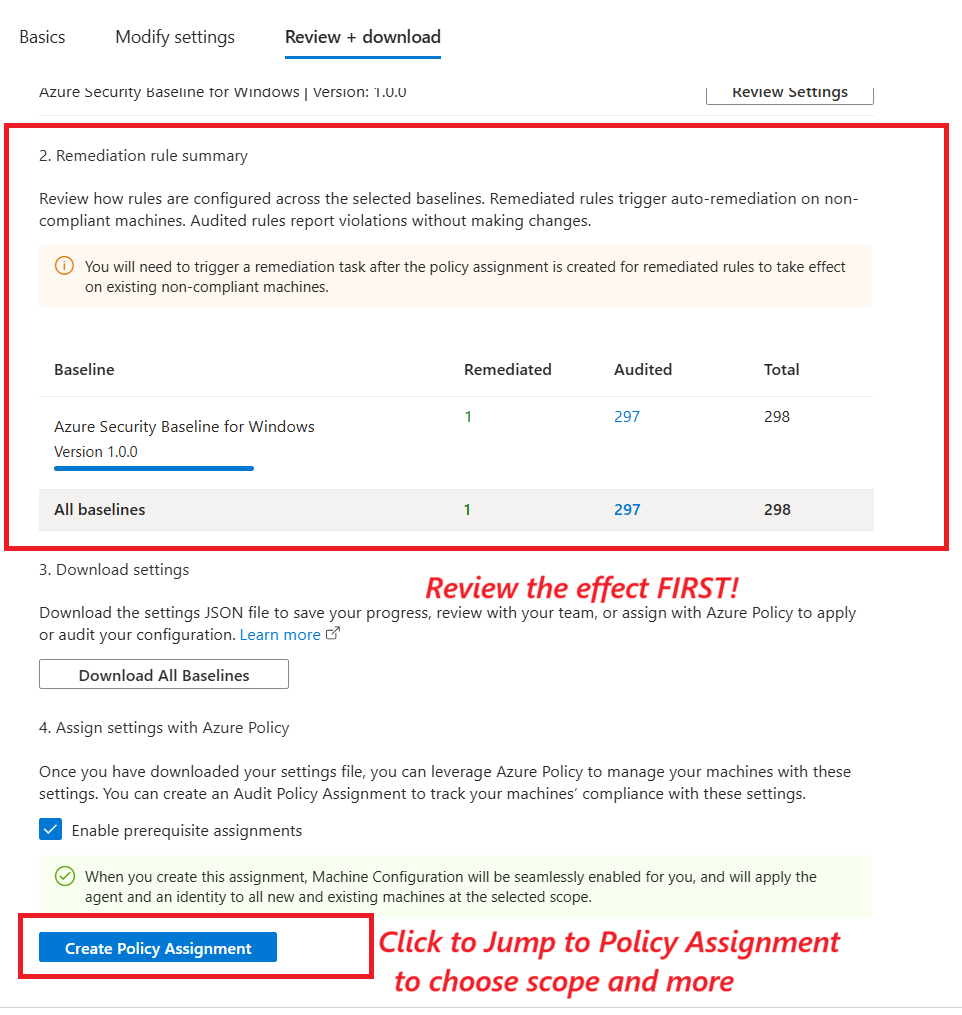 Basics Modify settings Review + download
Azure Security Baseline for Windows | Version: 1.0.0 Review Settings
2. Remediation rule summary
Review how rules are configured across the selected baselines. Remediated rules trigger auto-remediation on non-
compliant machines. Audited rules report violations without making changes.
You will need to trigger a remediation task after the policy assignment is created for remediated rules to take effect
on existing non-compliant machines.
Baseline Remediated Audited Total
Azure Security Baseline for Windows 1 297 298
Version 1.0.0
All baselines 1 297 298
3. Download settings
Review the effect FIRST!
Download the settings JSON file to save your progress, review with your team, or assign with Azure Policy to apply
or audit your configuration. Learn more
Download All Baselines
4. Assign settings with Azure Policy
Once you have downloaded your settings file, you can leverage Azure Policy to manage your machines with these
settings. You can create an Audit Policy Assignment to track your machines’ compliance with these settings.
Enable prerequisite assignments
When you create this assignment, Machine Configuration will be seamlessly enabled for you, and will apply the
agent and an identity to all new and existing machines at the selected scope.
Create Policy Assignment
Click to Jump to Policy Assignment
to choose scope and more